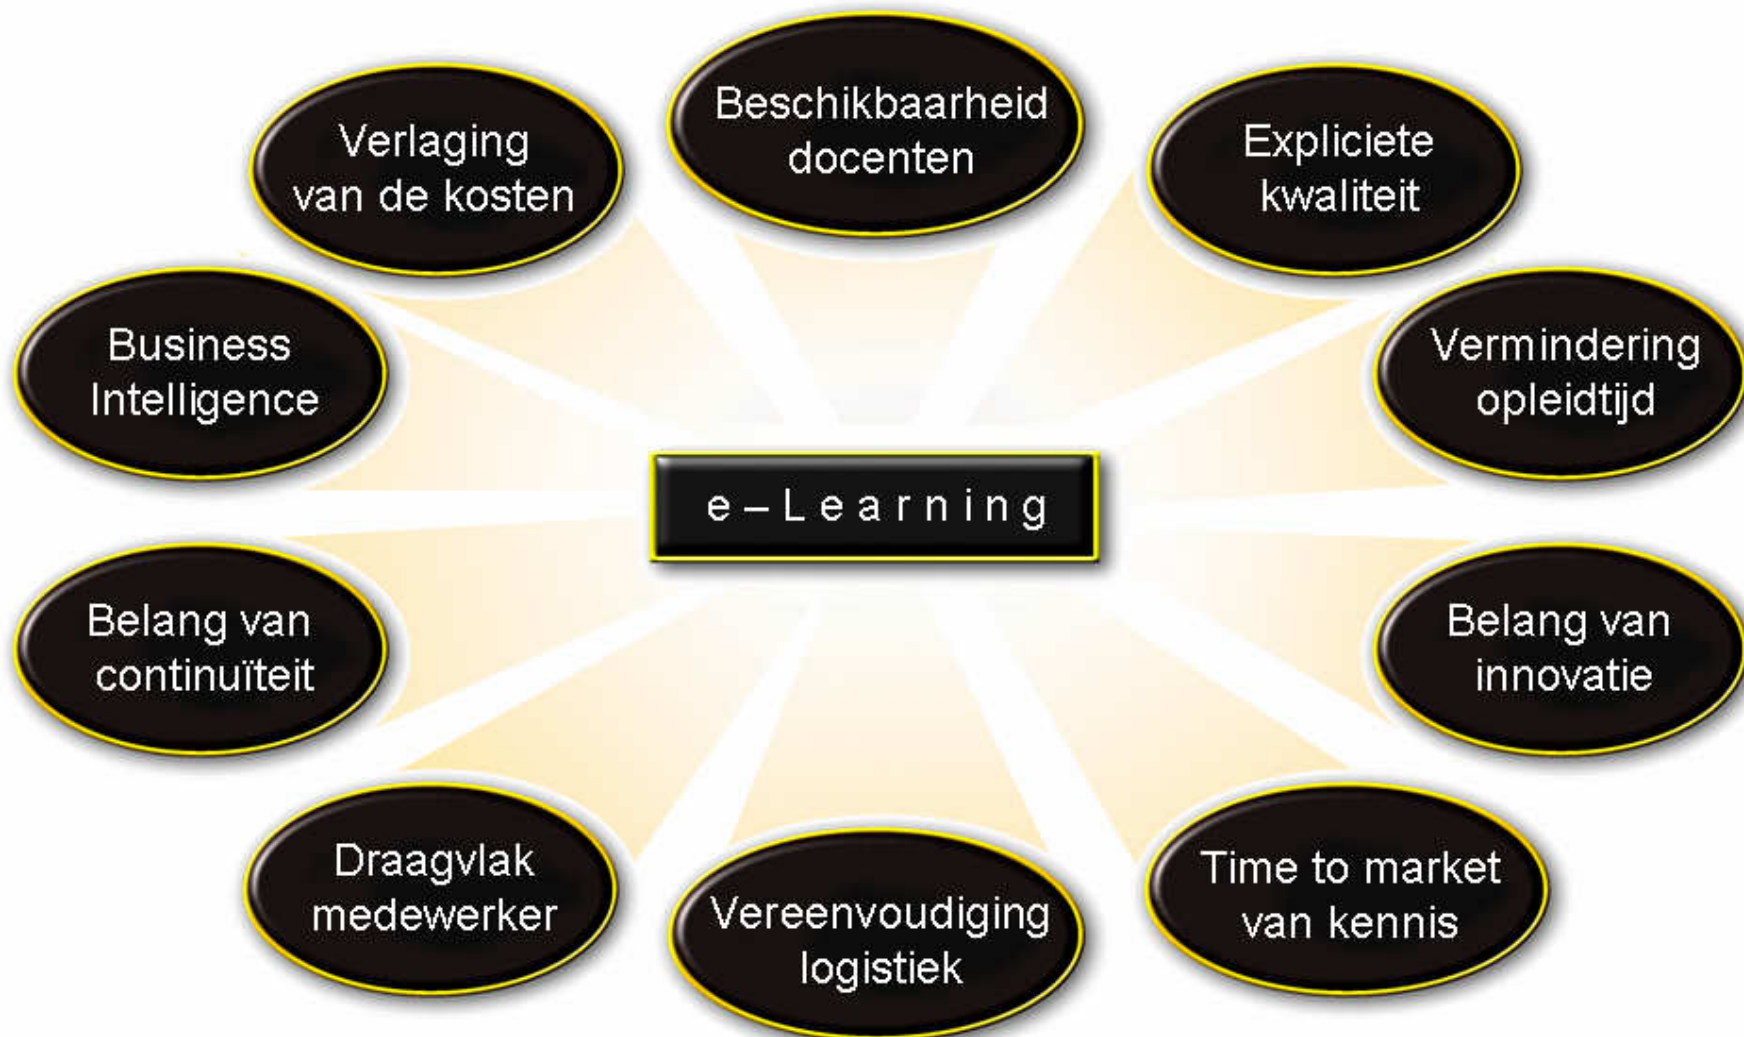 Beschikbaarheid
docenten
Verlaging
van de kosten
Expliciete
kwaliteit
Business
Intelligence
Vermindering
opleidtijd
e – L e a r n i n g
Belang van
continuïteit
Belang van
innovatie
Draagvlak
medewerker
Vereenvoudiging
logistiek
Time to market
van kennis